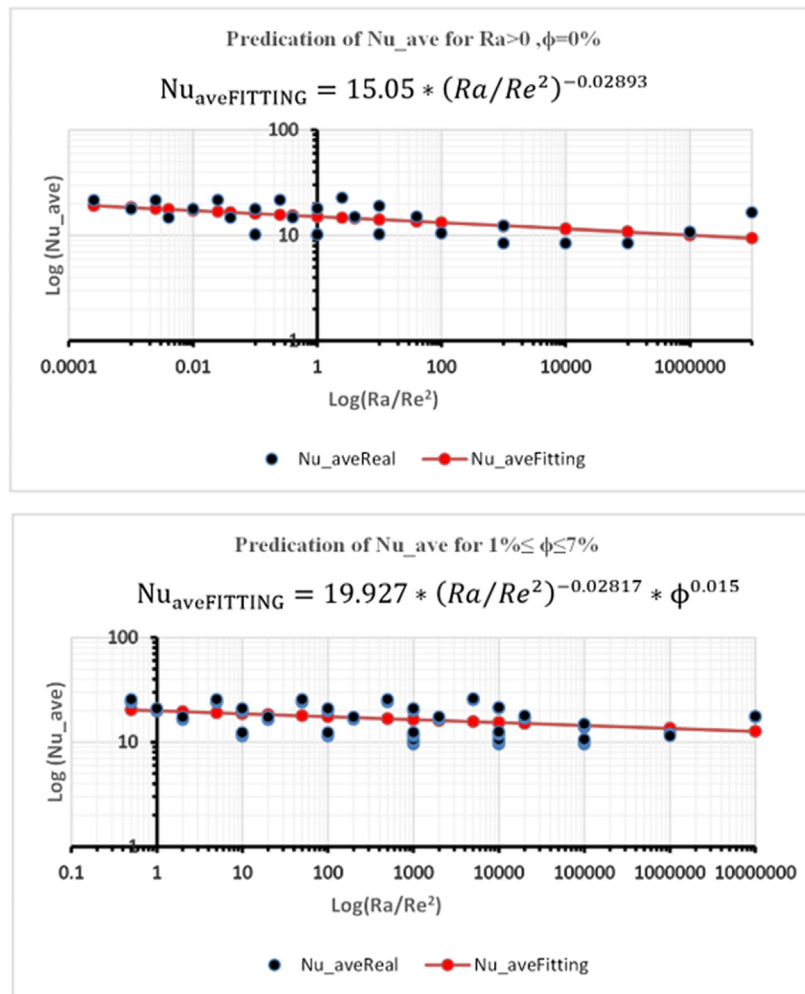 Predication of Nu_ave for Ra>0 ,ϕ=0%
Nu_aveFITTING = 15.05 ∗ (Ra/Re²)^−0.02893
100
10
1
Log (Nu_ave)
0.0001 0.01 1 100 10000 1000000
Log(Ra/Re²)
Nu_aveReal Nu_aveFitting
Predication of Nu_ave for 1%≤ ϕ≤7%
Nu_aveFITTING = 19.927 ∗ (Ra/Re²)^−0.02817 ∗ ϕ^0.015
100
10
1
Log (Nu_ave)
0.1 1 10 100 1000 10000 100000 1000000 10000000
Log(Ra/Re²)
Nu_aveReal Nu_aveFitting